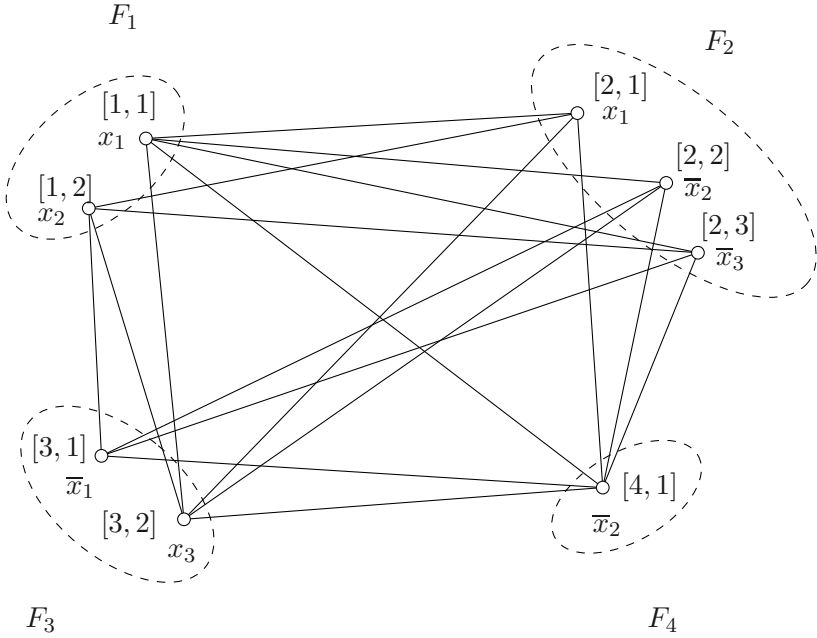 F₁
F₂
[1, 1]
x₁
[2, 1]
x₁
[1, 2]
x₂
[2, 2]
x̅₂
[2, 3]
x̅₃
[3, 1]
x̅₁
[3, 2]
x₃
[4, 1]
x̅₂
F₃
F₄